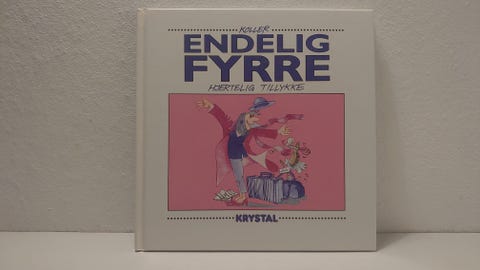 KOLLER
ENDELIG
FYRRE
HJERTELIG TILLYKKE
KRYSTAL